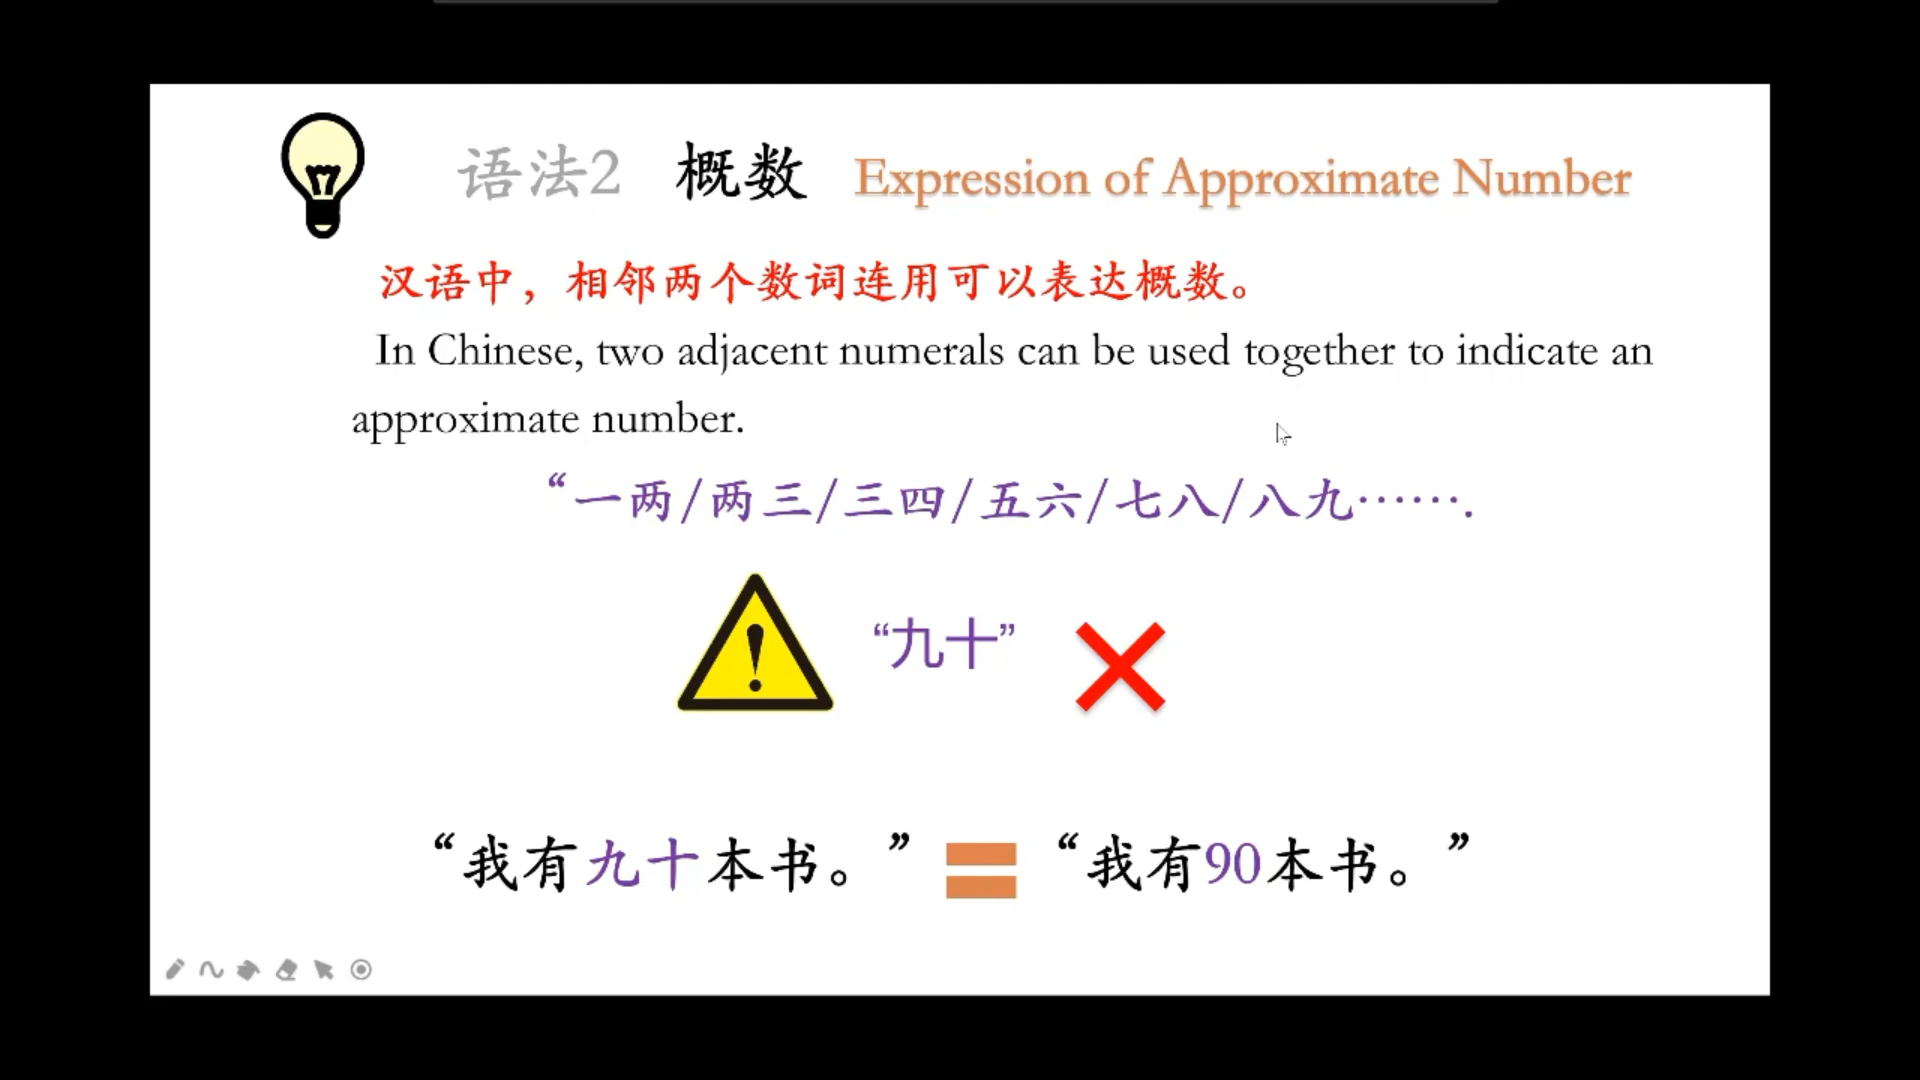 语法2 概数 Expression of Approximate Number
汉语中，相邻两个数词连用可以表达概数。
In Chinese, two adjacent numerals can be used together to indicate an
approximate number.
“一两/两三/三四/五六/七八/八九…….
“九十”
“我有九十本书。” = “我有90本书。”